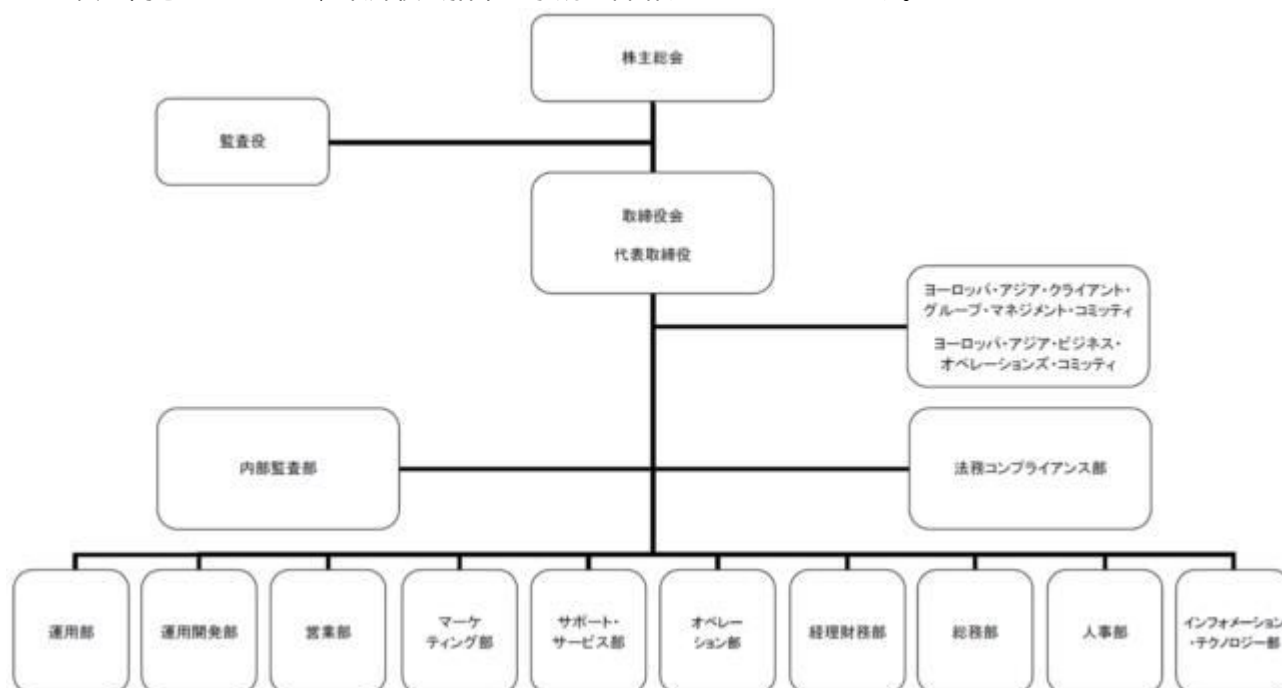 株主総会
監査役
取締役会
代表取締役
ヨーロッパ・アジア・クライアント・
グループ・マネジメント・コミッティ
ヨーロッパ・アジア・ビジネス・
オペレーションズ・コミッティ
内部監査部
法務コンプライアンス部
運用部
運用開発部
営業部
マーケ
ティング部
サポート・
サービス部
オペレー
ション部
経理財務部
総務部
人事部
インフォメーション
・テクノロジー部